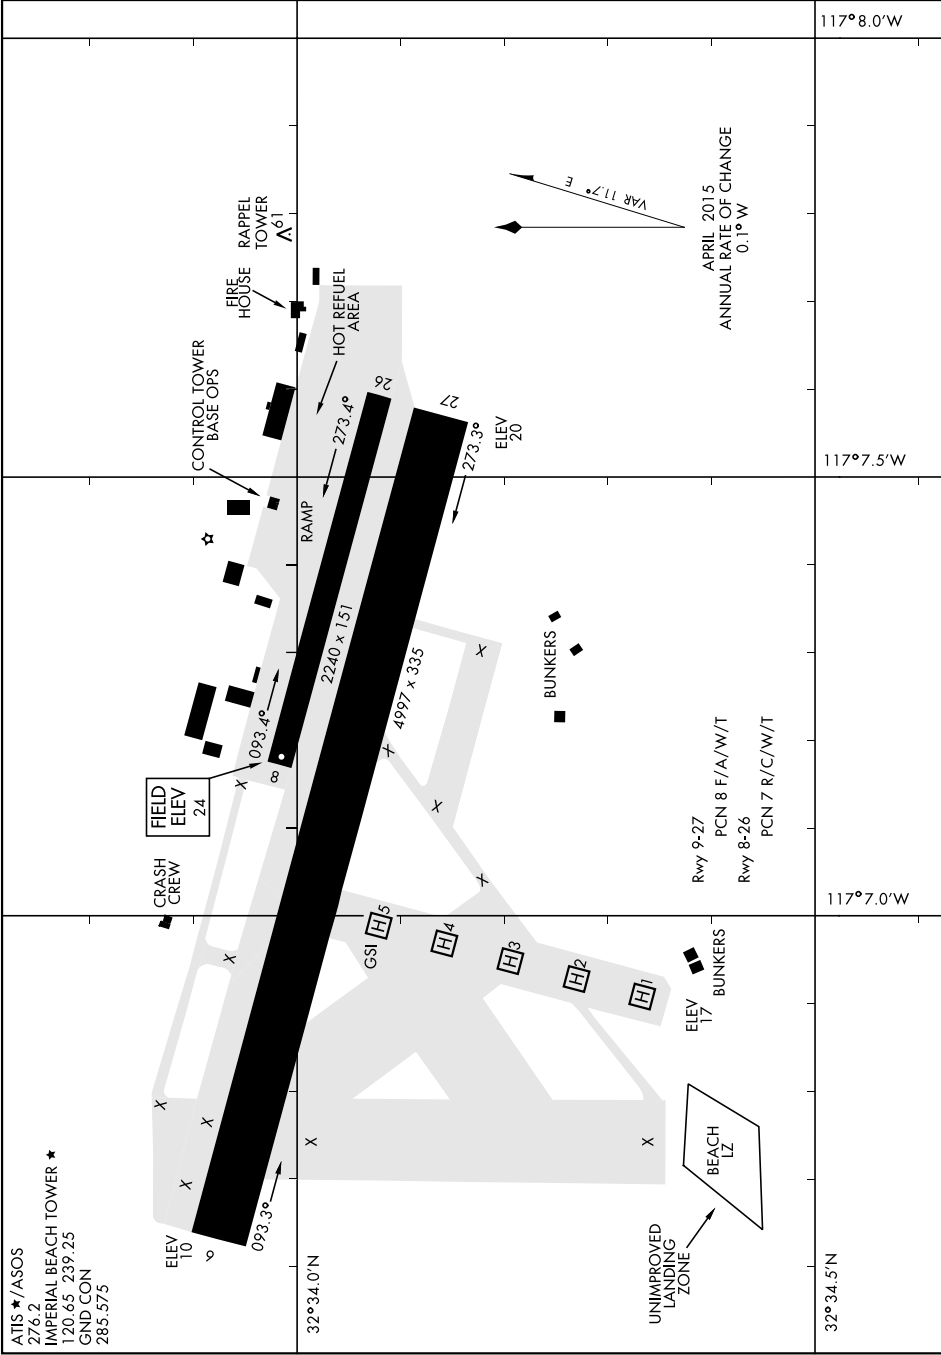 ATIS ★/ASOS
276.2
IMPERIAL BEACH TOWER ★
120.65 239.25
GND CON
285.575
CRASH
CREW
FIELD
ELEV
24
CONTROL TOWER
BASE OPS
FIRE
HOUSE
RAPPEL
TOWER
61
HOT REFUEL
AREA
RAMP
ELEV
10
9
093.3°
X
X
X
X
X
X
X
8
093.4°
2240 x 151
273.4°
26
4997 x 335
273.3°
27
ELEV
20
X
X
X
X
GSI
H 5
H 4
H 3
H 2
H 1
ELEV
17
BUNKERS
BUNKERS
BEACH
LZ
UNIMPROVED
LANDING
ZONE
Rwy 9-27
PCN 8 F/A/W/T
Rwy 8-26
PCN 7 R/C/W/T
VAR 11.7° E
APRIL 2015
ANNUAL RATE OF CHANGE
0.1° W
32°34.0'N
32°34.5'N
117°7.0'W
117°7.5'W
117°8.0'W